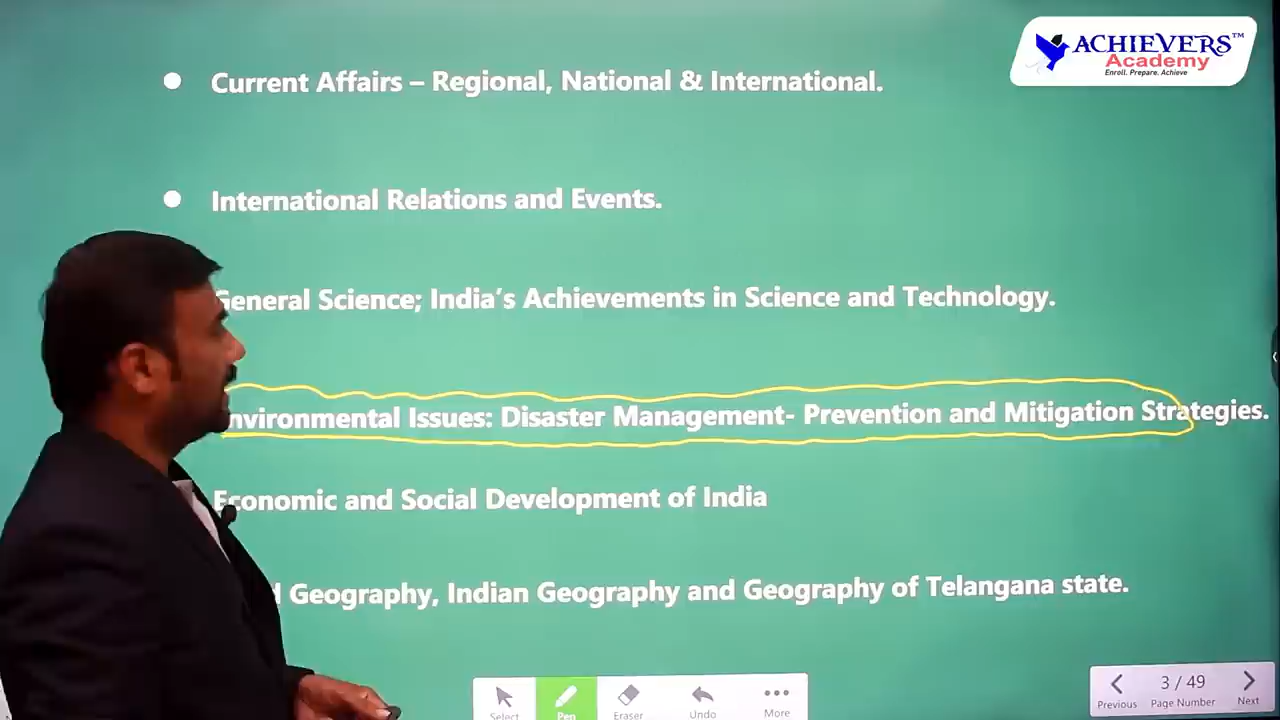 ACHIEVERS™
Academy
Enroll. Prepare. Achieve
Current Affairs – Regional, National & International.
International Relations and Events.
General Science; India’s Achievements in Science and Technology.
nvironmental Issues: Disaster Management- Prevention and Mitigation Strategies.
Economic and Social Development of India
Geography, Indian Geography and Geography of Telangana state.
Select
Pen
Eraser
Undo
More
Previous
3 / 49
Page Number
Next